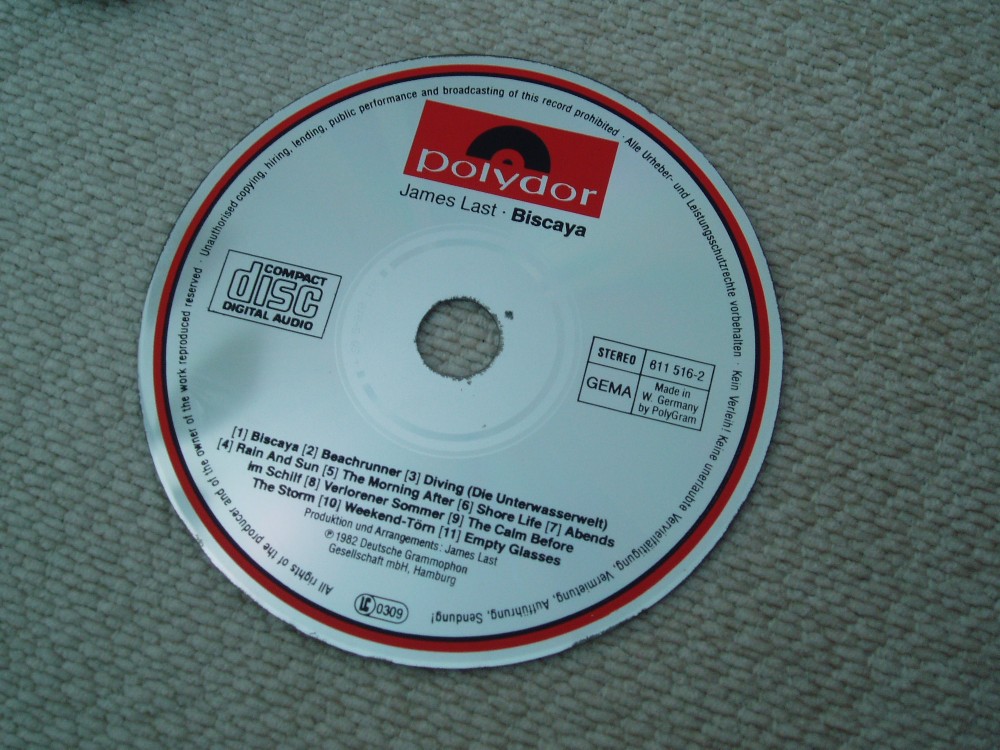 polydor
James Last · Biscaya
COMPACT
disc
DIGITAL AUDIO
STEREO
811 516-2
GEMA
Made in
W. Germany
by PolyGram
[1] Biscaya [2] Beachrunner [3] Diving (Die Unterwasserwelt)
[4] Rain And Sun [5] The Morning After [6] Shore Life [7] Abends
im Schilf [8] Verlorener Sommer [9] The Calm Before
The Storm [10] Weekend-Törn [11] Empty Glasses
Produktion und Arrangements: James Last
℗ 1982 Deutsche Grammophon
Gesellschaft mbH, Hamburg
LC 0309
All rights of the producer and of the owner of the work reproduced reserved · Unauthorised copying, hiring, lending, public performance and broadcasting of this record prohibited · Alle Urheber- und Leistungsschutzrechte vorbehalten · Kein Verleih! Keine unerlaubte Vervielfältigung, Vermietung, Aufführung, Sendung!